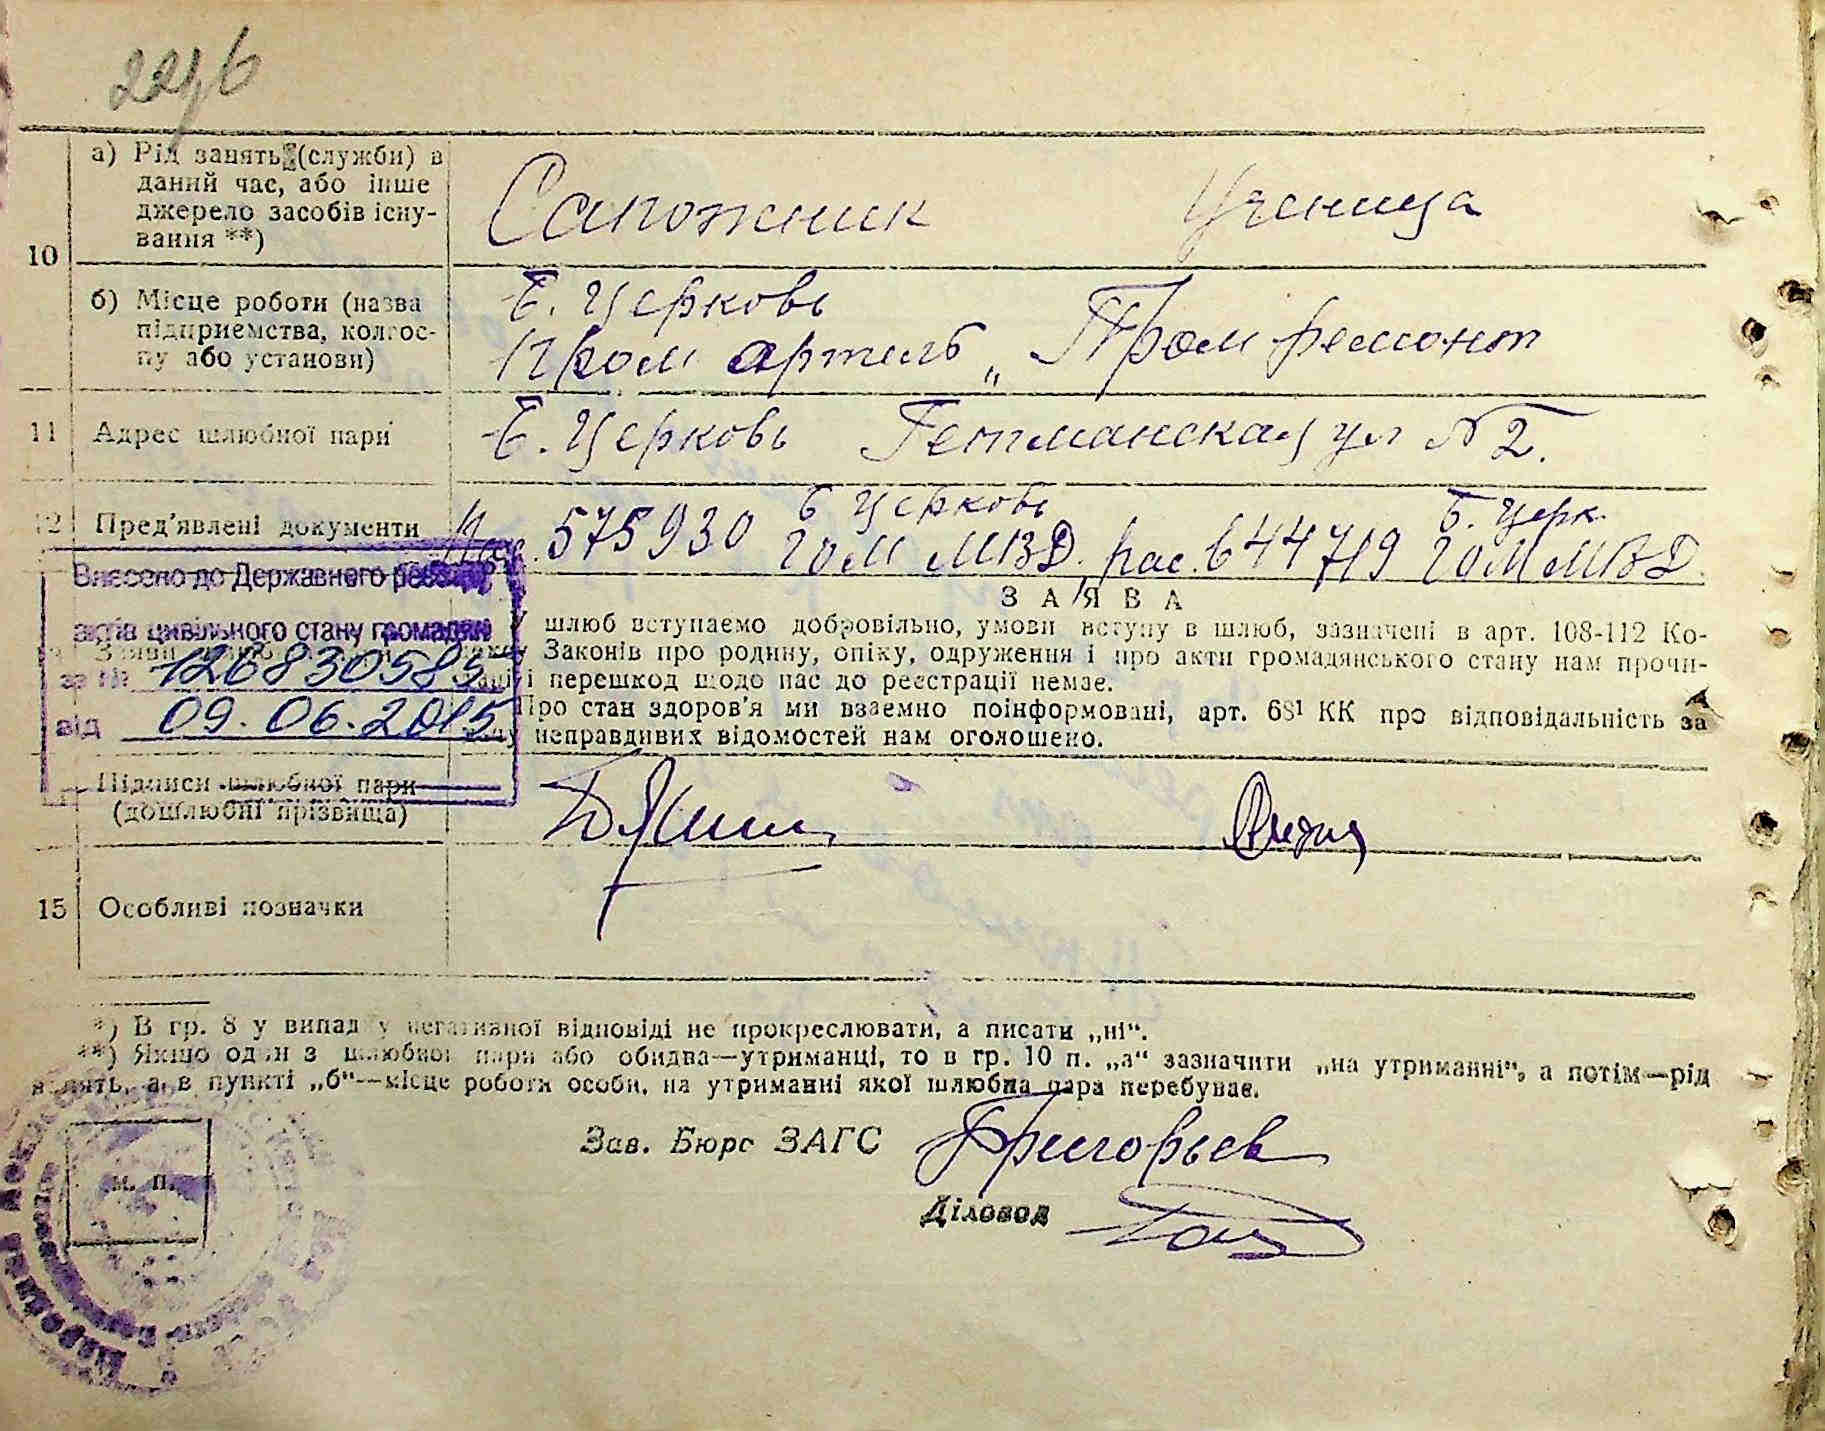 а) Рід занять (служби) в
даний час, або інше
джерело засобів існу-
вання **)
Сапожник Ученица
10
б) Місце роботи (назва
підприємства, колгос-
пу або установи)
Б. Церковь
Пром артель „Промремонт
11 Адрес шлюбної пари
Б. Церковь Гетманская ул №2.
12 Пред'явлені документи
Пас. 575930 Б Церковь ГОМ МВД, пас. 644719 Б. Церк. ГОМ МВД.
Внесено до Державного реєстру
актів цивільного стану громадян
за № 126830585
від 09.06.2015
ЗАЯВА
У шлюб вступаємо добровільно, умови вступу в шлюб, зазначені в арт. 108-112 Ко-
Законів про родину, опіку, одруження і про акти громадянського стану нам прочи-
і перешкод щодо нас до реєстрації немає.
Про стан здоров'я ми взаємно поінформовані, арт. 68¹ КК про відповідальність за
неправдивих відомостей нам оголошено.
Підписи шлюбної пари
(дошлюбні прізвища)
15 Особливі позначки
*) В гр. 8 у випадку негативної відповіді не прокреслювати, а писати „ні“.
**) Якщо один з шлюбної пари або обидва—утриманці, то в гр. 10 п. „а“ зазначити „на утриманні“, а потім—рід
занять, а в пункті „б“—місце роботи особи, на утриманні якої шлюбна пара перебуває.
Зав. Бюро ЗАГС Григорьев
м. п.
Діловод